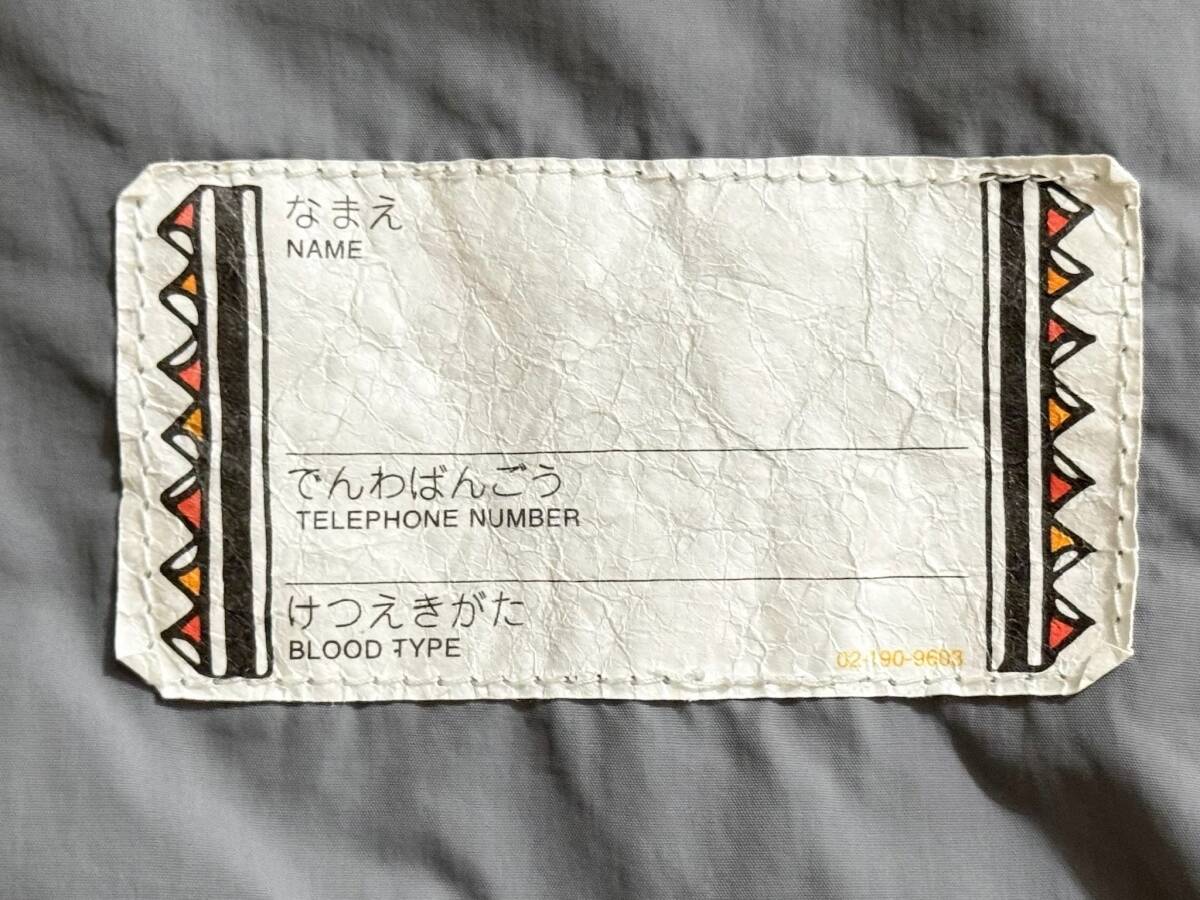 なまえ
NAME
でんわばんごう
TELEPHONE NUMBER
けつえきがた
BLOOD TYPE
02-190-9603